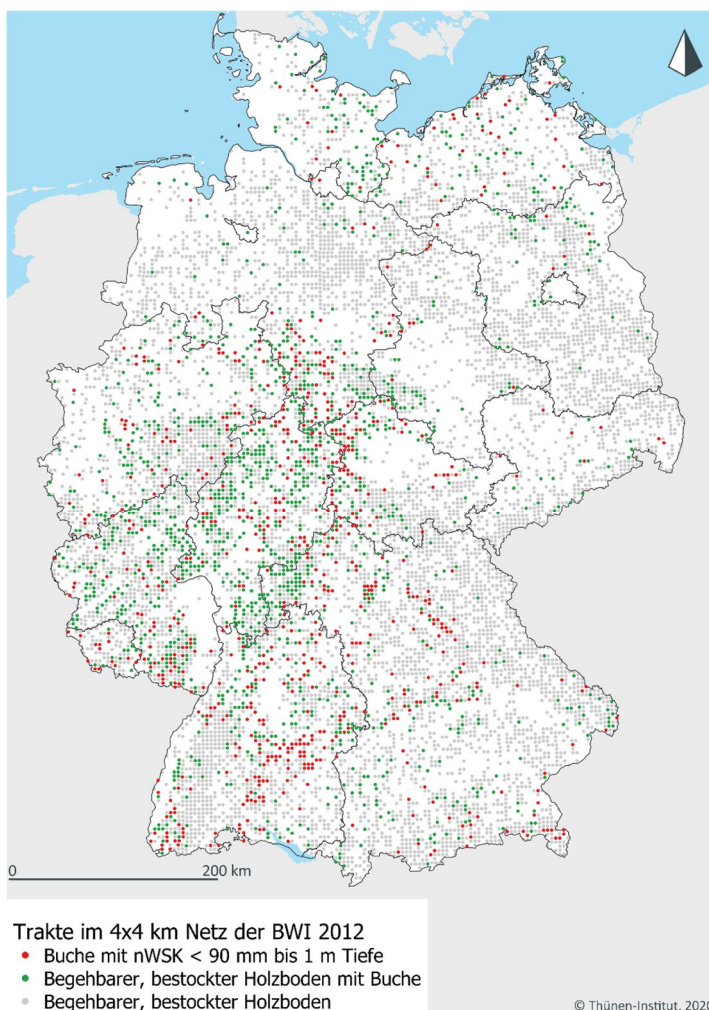 0 200 km
Trakte im 4x4 km Netz der BWI 2012
Buche mit nWSK < 90 mm bis 1 m Tiefe
Begehbarer, bestockter Holzboden mit Buche
Begehbarer, bestockter Holzboden
© Thünen-Institut, 2020